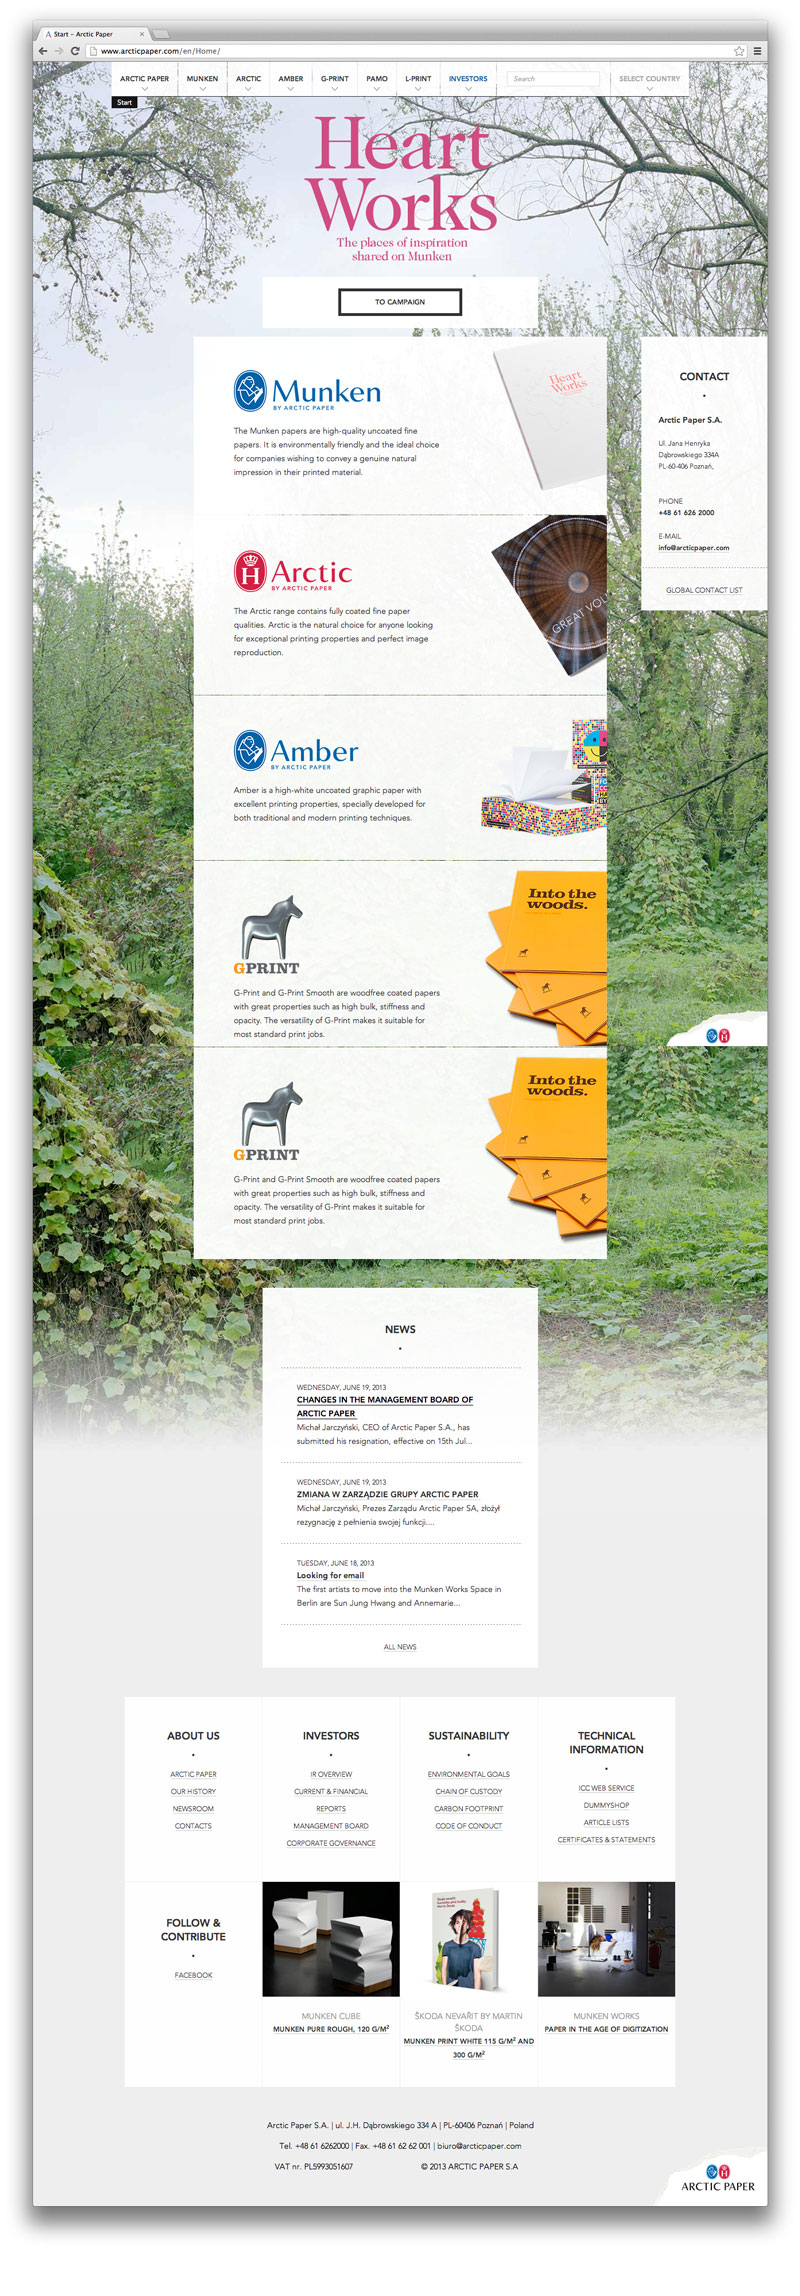 Start - Arctic Paper
www.arcticpaper.com/en/Home/
ARCTIC PAPER
MUNKEN
ARCTIC
AMBER
G-PRINT
PAMO
L-PRINT
INVESTORS
Search
SELECT COUNTRY
Start
Heart
Works
The places of inspiration
shared on Munken
TO CAMPAIGN
Munken
BY ARCTIC PAPER
The Munken papers are high-quality uncoated fine
papers. It is environmentally friendly and the ideal choice
for companies wishing to convey a genuine natural
impression in their printed material.
Heart
Works
CONTACT
Arctic Paper S.A.
Ul. Jana Henryka
Dąbrowskiego 334A
PL-60-406 Poznań,
PHONE
+48 61 626 2000
E-MAIL
info@arcticpaper.com
GLOBAL CONTACT LIST
H
Arctic
BY ARCTIC PAPER
The Arctic range contains fully coated fine paper
qualities. Arctic is the natural choice for anyone looking
for exceptional printing properties and perfect image
reproduction.
GREAT VOLU
Amber
BY ARCTIC PAPER
Amber is a high-white uncoated graphic paper with
excellent printing properties, specially developed for
both traditional and modern printing techniques.
GPRINT
G-Print and G-Print Smooth are woodfree coated papers
with great properties such as high bulk, stiffness and
opacity. The versatility of G-Print makes it suitable for
most standard print jobs.
Into the
woods.
GPRINT
G-Print and G-Print Smooth are woodfree coated papers
with great properties such as high bulk, stiffness and
opacity. The versatility of G-Print makes it suitable for
most standard print jobs.
Into the
woods.
NEWS
WEDNESDAY, JUNE 19, 2013
CHANGES IN THE MANAGEMENT BOARD OF
ARCTIC PAPER
Michał Jarczyński, CEO of Arctic Paper S.A., has
submitted his resignation, effective on 15th Jul...
WEDNESDAY, JUNE 19, 2013
ZMIANA W ZARZĄDZIE GRUPY ARCTIC PAPER
Michał Jarczyński, Prezes Zarządu Arctic Paper SA, złożył
rezygnację z pełnienia swojej funkcji....
TUESDAY, JUNE 18, 2013
Looking for email
The first artists to move into the Munken Works Space in
Berlin are Sun Jung Hwang and Annemarie...
ALL NEWS
ABOUT US
ARCTIC PAPER
OUR HISTORY
NEWSROOM
CONTACTS
INVESTORS
IR OVERVIEW
CURRENT & FINANCIAL
REPORTS
MANAGEMENT BOARD
CORPORATE GOVERNANCE
SUSTAINABILITY
ENVIRONMENTAL GOALS
CHAIN OF CUSTODY
CARBON FOOTPRINT
CODE OF CONDUCT
TECHNICAL
INFORMATION
ICC WEB SERVICE
DUMMYSHOP
ARTICLE LISTS
CERTIFICATES & STATEMENTS
FOLLOW &
CONTRIBUTE
FACEBOOK
MUNKEN CUBE
MUNKEN PURE ROUGH, 120 G/M²
ŠKODA NEVAŘIT BY MARTIN
ŠKODA
MUNKEN PRINT WHITE 115 G/M² AND
300 G/M²
MUNKEN WORKS
PAPER IN THE AGE OF DIGITIZATION
Arctic Paper S.A. | ul. J.H. Dąbrowskiego 334 A | PL-60406 Poznań | Poland
Tel. +48 61 6262000 | Fax. +48 61 62 62 001 | biuro@arcticpaper.com
VAT nr. PL5993051607 © 2013 ARCTIC PAPER S.A
ARCTIC PAPER